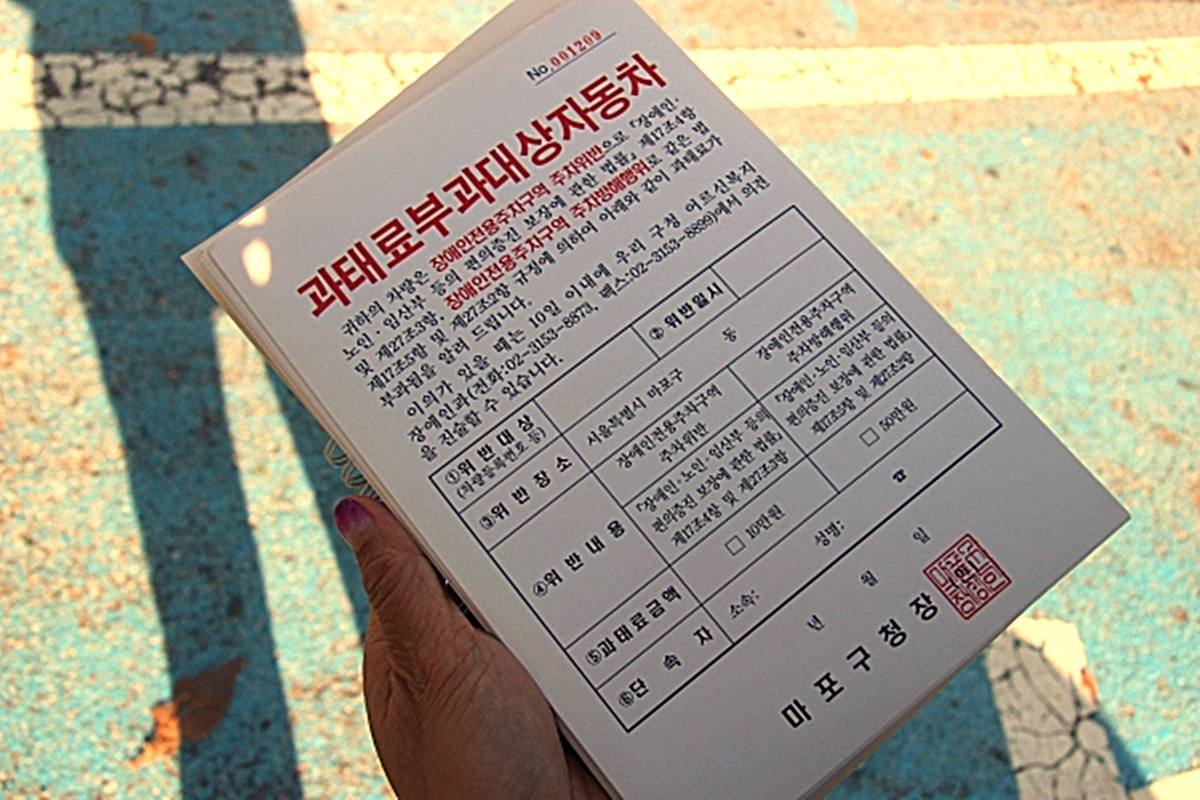 No. 001209
과태료부과대상자동차
귀하의 차량은 장애인전용주차구역 주차위반으로 「장애인·
노인·임산부 등의 편의증진 보장에 관한 법률」 제17조4항
및 제27조3항, 장애인전용주차구역 주차방해행위로 같은 법
제17조5항 및 제27조2항 규정에 의하여 아래와 같이 과태료가
부과됨을 알려 드립니다.
이의가 있을 때는 10일 이내에 우리 구청 어르신복지
장애인과(전화:02-3153-8873, 팩스:02-3153-8899)에서 의견
을 진술할 수 있습니다.
①위 반 대 상
(차량등록번호 등)
②위반일시
③위 반 장 소
서울특별시 마포구 동
④위 반 내 용
장애인전용주차구역
주차위반
장애인전용주차구역
주차방해행위
「장애인·노인·임산부 등의
편의증진 보장에 관한 법률」
제17조4항 및 제27조3항
「장애인·노인·임산부 등의
편의증진 보장에 관한 법률」
제17조5항 및 제27조2항
⑤과태료금액
□ 10만원
□ 50만원
⑥단 속 자
소속: 성명: ☎
년 월 일
마 포 구 청 장